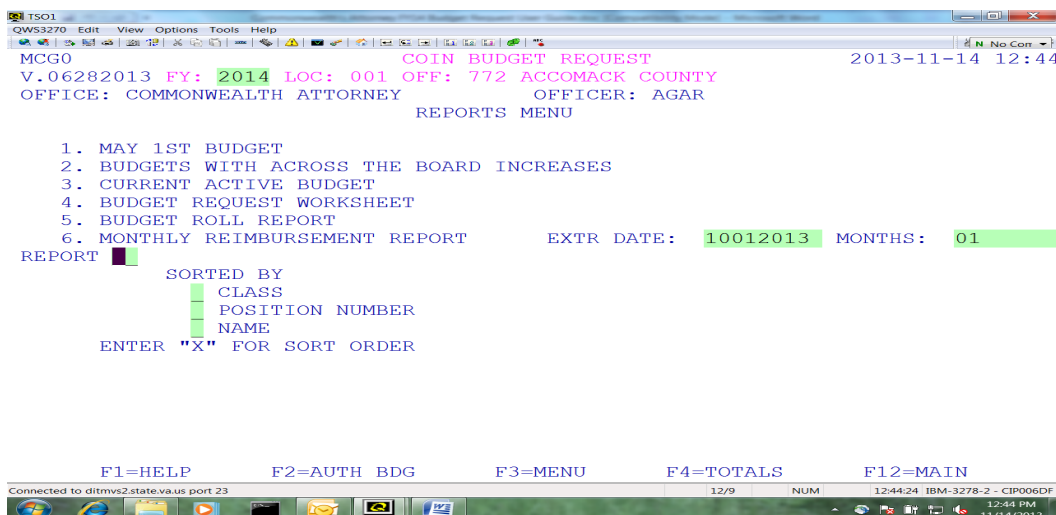 TSO1
QWS3270 Edit View Options Tools Help
N No Con
MCG0 COIN BUDGET REQUEST 2013-11-14 12:44
V.06282013 FY: 2014 LOC: 001 OFF: 772 ACCOMACK COUNTY
OFFICE: COMMONWEALTH ATTORNEY OFFICER: AGAR
REPORTS MENU
1. MAY 1ST BUDGET
2. BUDGETS WITH ACROSS THE BOARD INCREASES
3. CURRENT ACTIVE BUDGET
4. BUDGET REQUEST WORKSHEET
5. BUDGET ROLL REPORT
6. MONTHLY REIMBURSEMENT REPORT EXTR DATE: 10012013 MONTHS: 01
REPORT _
SORTED BY
_ CLASS
_ POSITION NUMBER
_ NAME
ENTER "X" FOR SORT ORDER
F1=HELP F2=AUTH BDG F3=MENU F4=TOTALS F12=MAIN
Connected to ditmvs2.state.va.us port 23 12/9 NUM 12:44:24 IBM-3278-2 - CIP006DF
12:44 PM
11/14/2013